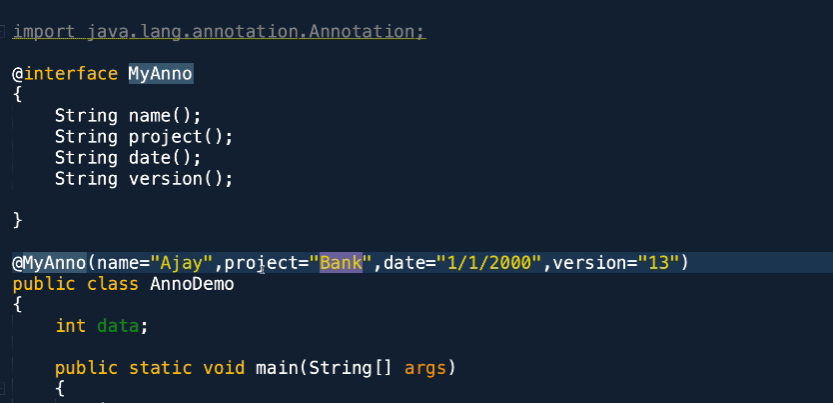 import java.lang.annotation.Annotation;
@interface MyAnno
{
String name();
String project();
String date();
String version();
}
@MyAnno(name="Ajay",project="Bank",date="1/1/2000",version="13")
public class AnnoDemo
{
int data;
public static void main(String[] args)
{